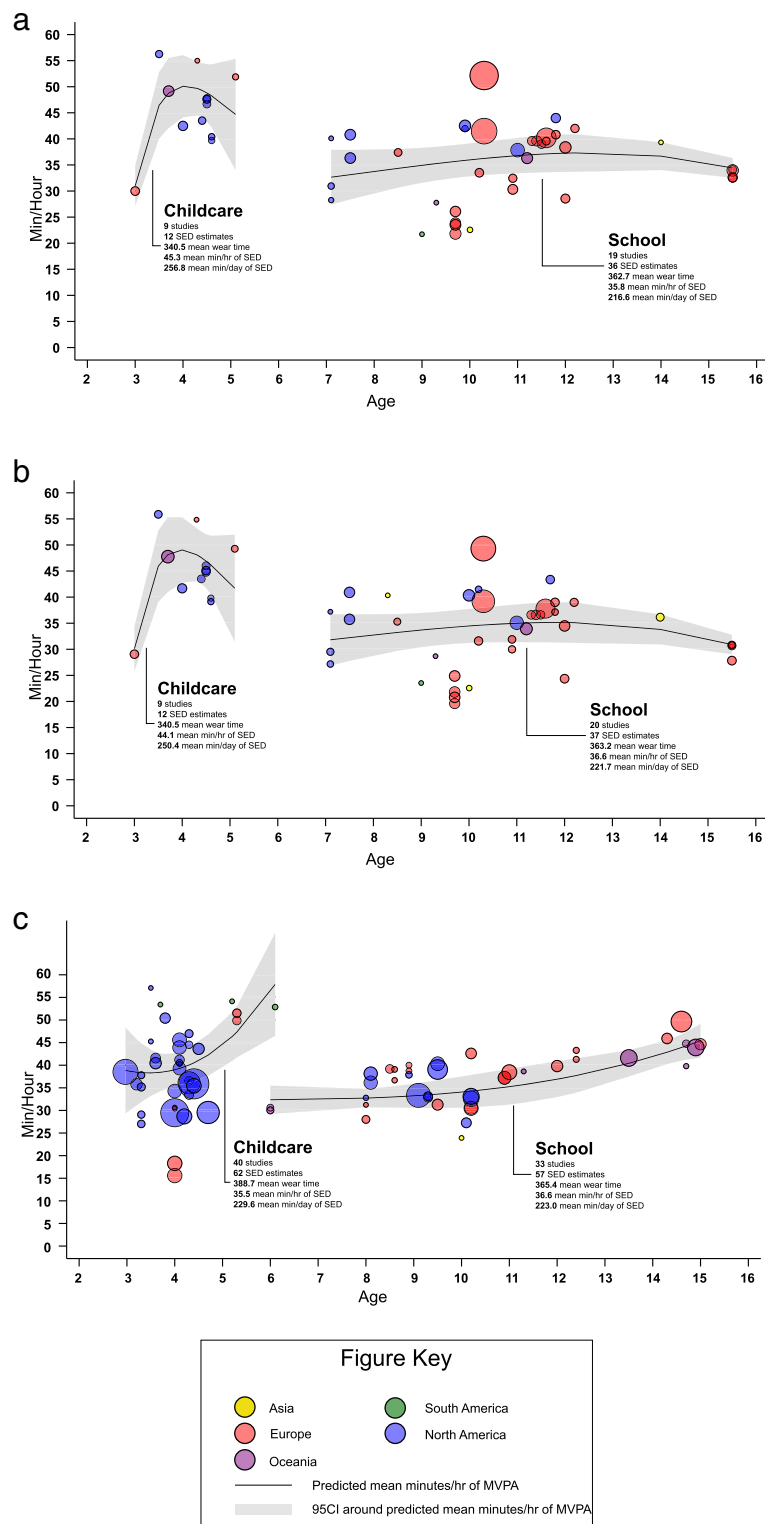 a
Min/Hour
60
55
50
45
40
35
30
25
20
15
10
5
0
Childcare
9 studies
12 SED estimates
340.5 mean wear time
45.3 mean min/hr of SED
256.8 mean min/day of SED
School
19 studies
36 SED estimates
362.7 mean wear time
35.8 mean min/hr of SED
216.6 mean min/day of SED
2 3 4 5 6 7 8 9 10 11 12 13 14 15 16
Age
b
Min/Hour
60
55
50
45
40
35
30
25
20
15
10
5
0
Childcare
9 studies
12 SED estimates
340.5 mean wear time
44.1 mean min/hr of SED
250.4 mean min/day of SED
School
20 studies
37 SED estimates
363.2 mean wear time
36.6 mean min/hr of SED
221.7 mean min/day of SED
2 3 4 5 6 7 8 9 10 11 12 13 14 15 16
Age
c
Min/Hour
60
55
50
45
40
35
30
25
20
15
10
5
0
Childcare
40 studies
62 SED estimates
388.7 mean wear time
35.5 mean min/hr of SED
229.6 mean min/day of SED
School
33 studies
57 SED estimates
365.4 mean wear time
36.6 mean min/hr of SED
223.0 mean min/day of SED
2 3 4 5 6 7 8 9 10 11 12 13 14 15 16
Age
Figure Key
Asia South America
Europe North America
Oceania
Predicted mean minutes/hr of MVPA
95CI around predicted mean minutes/hr of MVPA